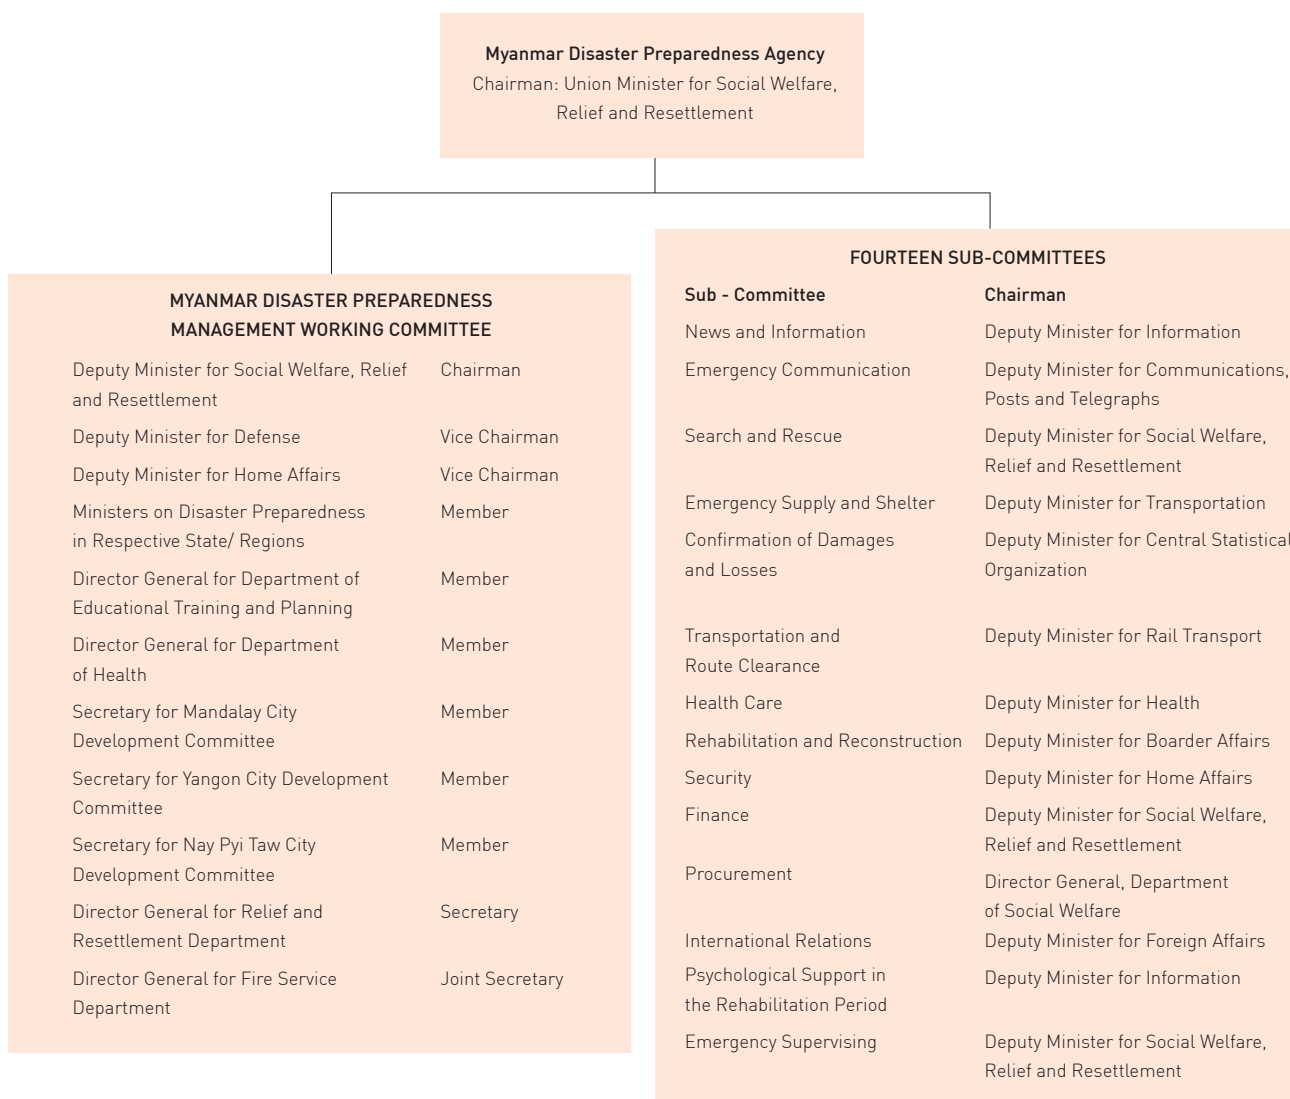 Myanmar Disaster Preparedness Agency
Chairman: Union Minister for Social Welfare,
Relief and Resettlement
MYANMAR DISASTER PREPAREDNESS
MANAGEMENT WORKING COMMITTEE
Deputy Minister for Social Welfare, Relief Chairman
and Resettlement
Deputy Minister for Defense Vice Chairman
Deputy Minister for Home Affairs Vice Chairman
Ministers on Disaster Preparedness Member
in Respective State/ Regions
Director General for Department of Member
Educational Training and Planning
Director General for Department Member
of Health
Secretary for Mandalay City Member
Development Committee
Secretary for Yangon City Development Member
Committee
Secretary for Nay Pyi Taw City Member
Development Committee
Director General for Relief and Secretary
Resettlement Department
Director General for Fire Service Joint Secretary
Department
FOURTEEN SUB-COMMITTEES
Sub - Committee Chairman
News and Information Deputy Minister for Information
Emergency Communication Deputy Minister for Communications,
Posts and Telegraphs
Search and Rescue Deputy Minister for Social Welfare,
Relief and Resettlement
Emergency Supply and Shelter Deputy Minister for Transportation
Confirmation of Damages Deputy Minister for Central Statistical
and Losses Organization
Transportation and Deputy Minister for Rail Transport
Route Clearance
Health Care Deputy Minister for Health
Rehabilitation and Reconstruction Deputy Minister for Boarder Affairs
Security Deputy Minister for Home Affairs
Finance Deputy Minister for Social Welfare,
Relief and Resettlement
Procurement Director General, Department
of Social Welfare
International Relations Deputy Minister for Foreign Affairs
Psychological Support in Deputy Minister for Information
the Rehabilitation Period
Emergency Supervising Deputy Minister for Social Welfare,
Relief and Resettlement